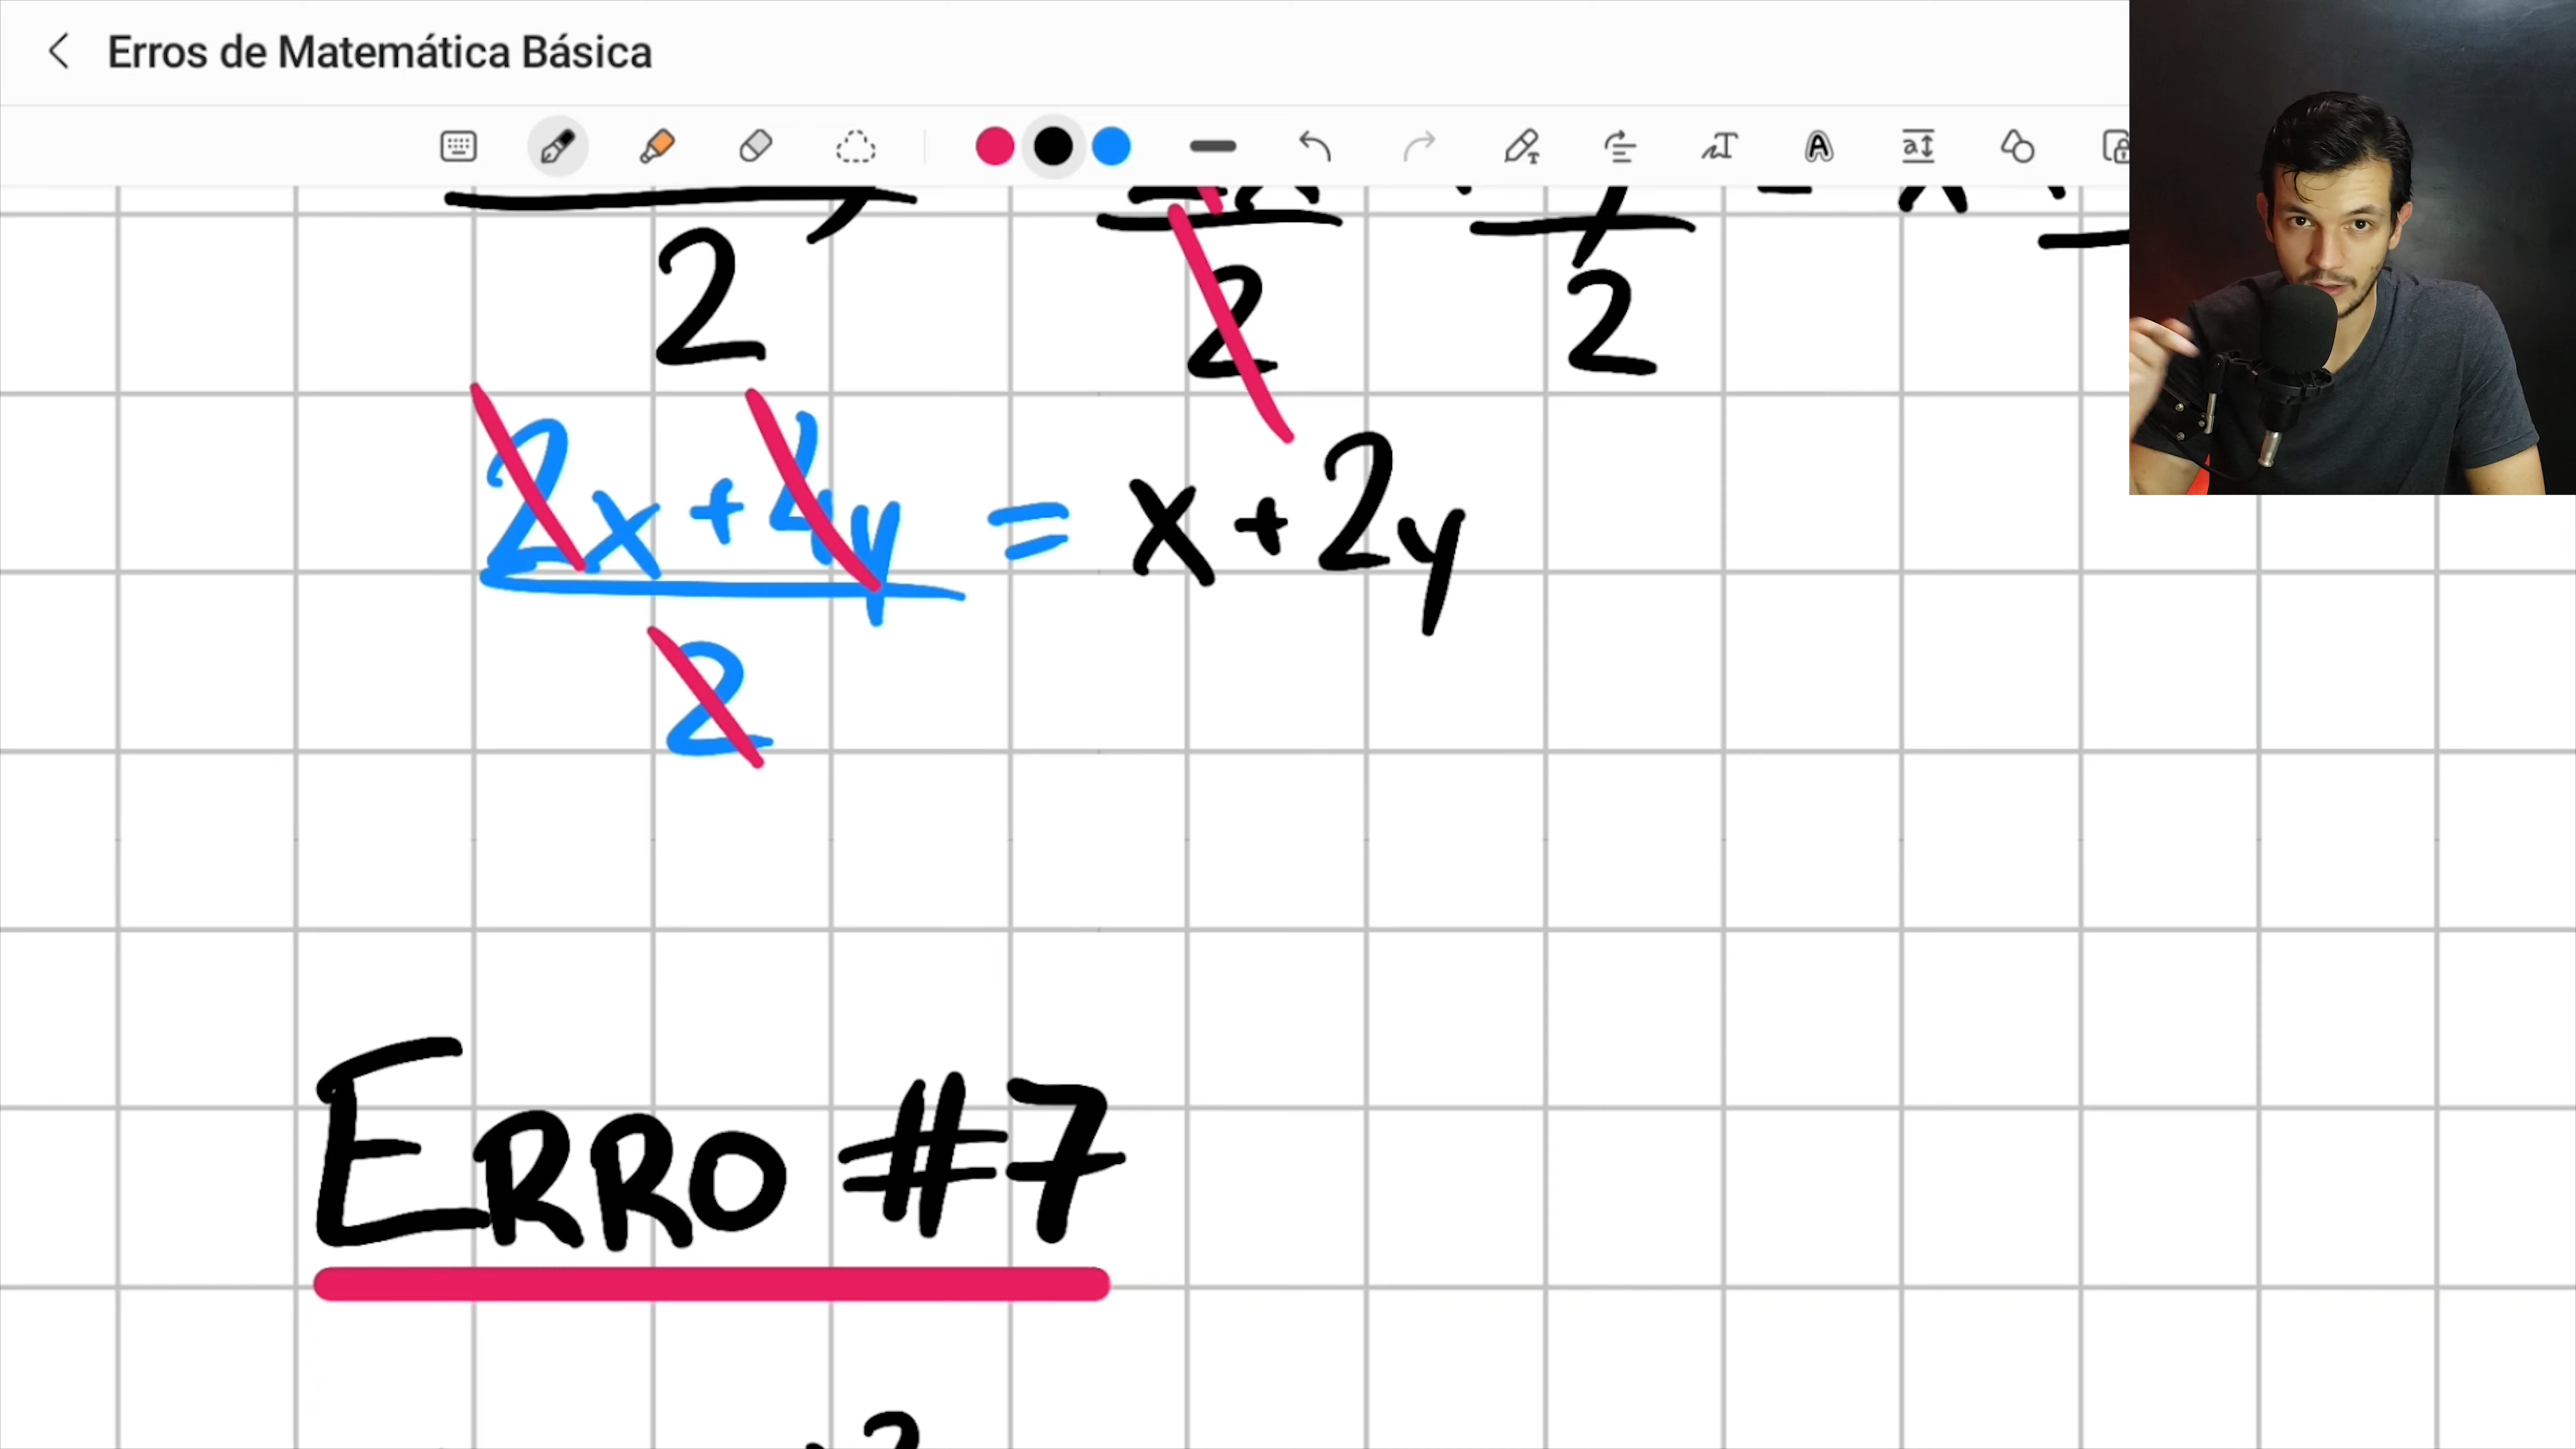 Erros de Matemática Básica
2 2 2
2x+4y = x+2y
2
ERRO #7